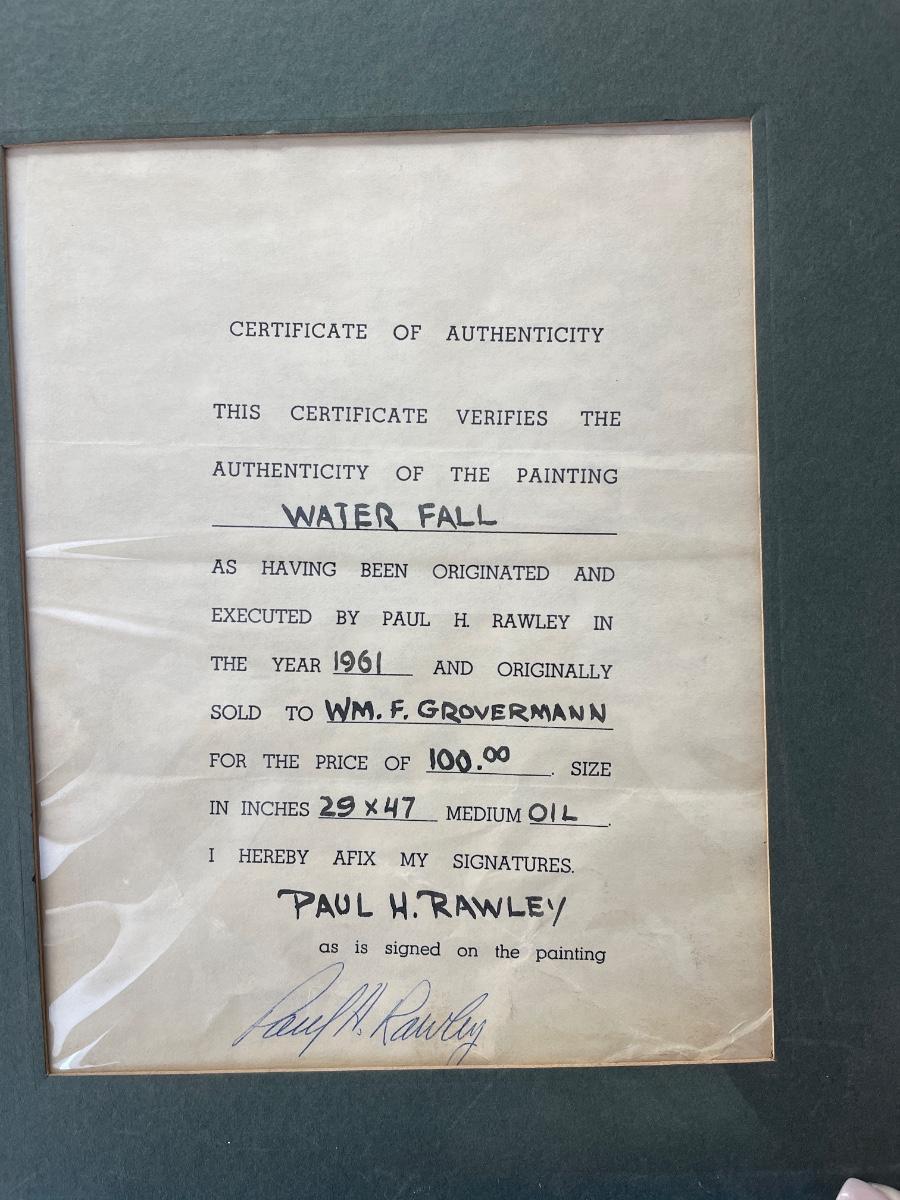 CERTIFICATE OF AUTHENTICITY
THIS CERTIFICATE VERIFIES THE
AUTHENTICITY OF THE PAINTING
WATER FALL
AS HAVING BEEN ORIGINATED AND
EXECUTED BY PAUL H. RAWLEY IN
THE YEAR 1961 AND ORIGINALLY
SOLD TO WM. F. GROVERMANN
FOR THE PRICE OF 100.00. SIZE
IN INCHES 29 X 47 MEDIUM OIL.
I HEREBY AFIX MY SIGNATURES.
PAUL H. RAWLEY
as is signed on the painting
Paul H. Rawley